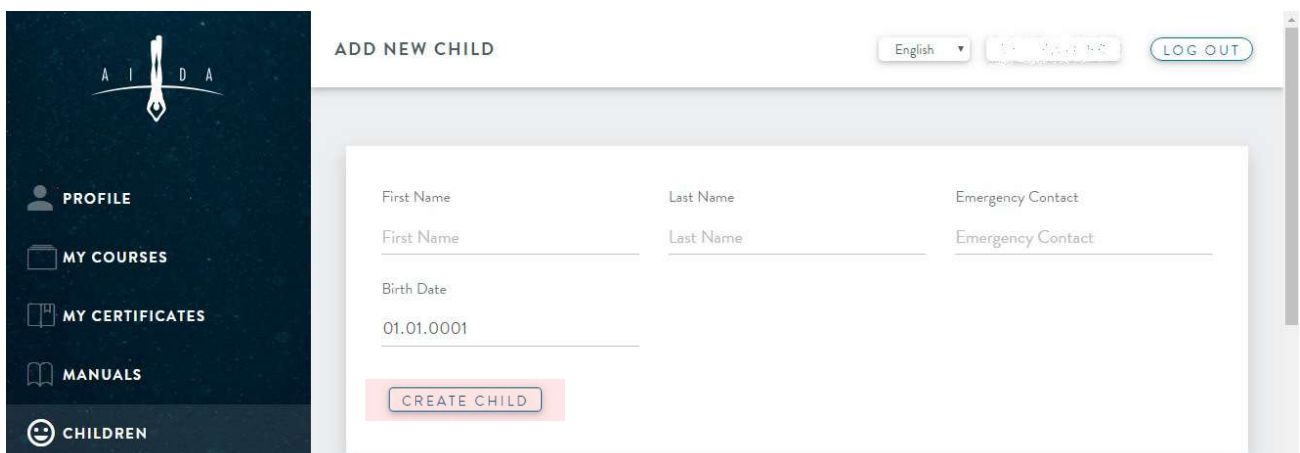 AIDA
PROFILE
MY COURSES
MY CERTIFICATES
MANUALS
CHILDREN
ADD NEW CHILD
English
LOG OUT
First Name
Last Name
Emergency Contact
First Name
Last Name
Emergency Contact
Birth Date
01.01.0001
CREATE CHILD